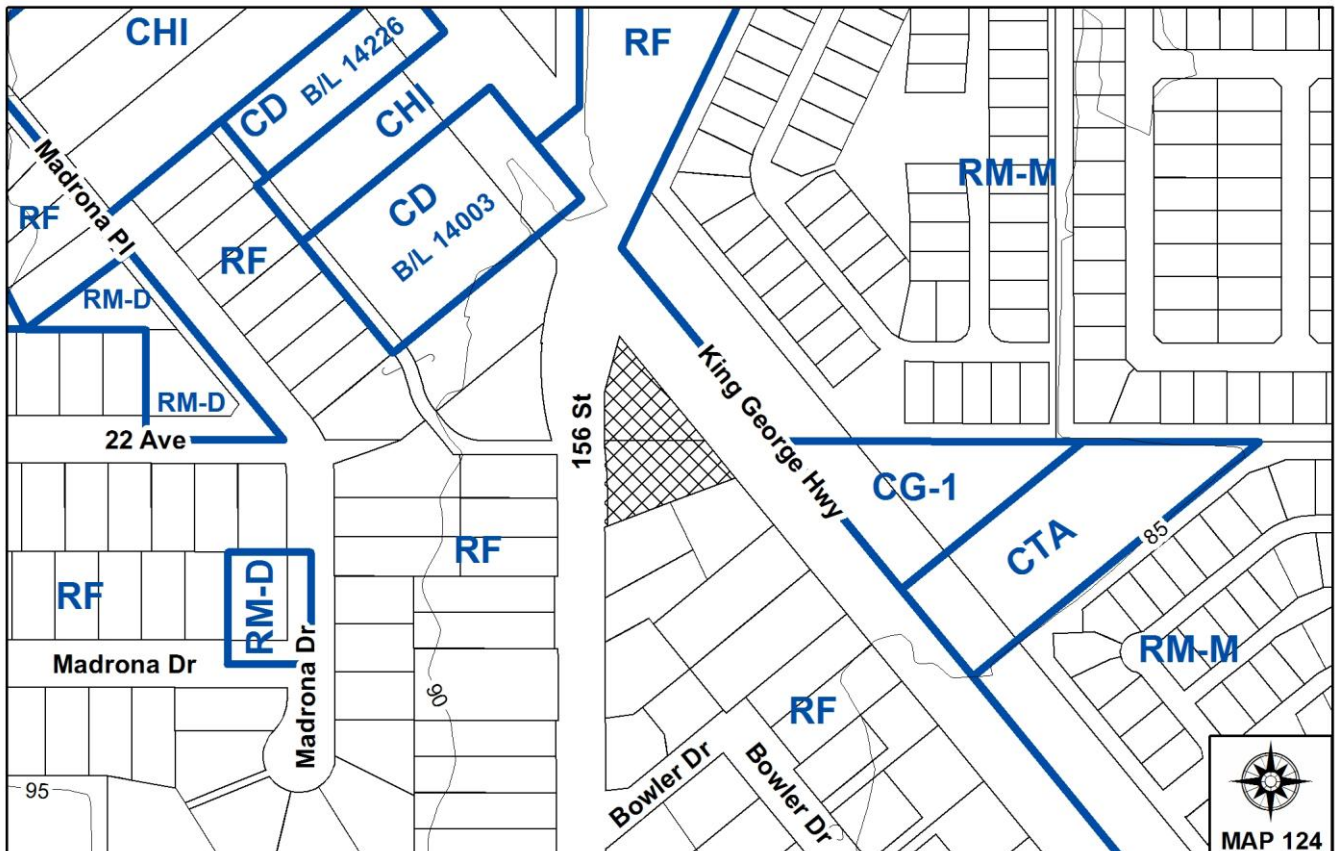 CHI
RF
CD B/L 14226
CHI
Madrona Pl
RM-M
CD
B/L 14003
RF
RF
RM-D
RM-D
King George Hwy
22 Ave
156 St
CG-1
CTA
85
RF
RF
RM-D
Madrona Dr
Madrona Dr
RM-M
90
RF
Bowler Dr
Bowler Dr
95
MAP 124